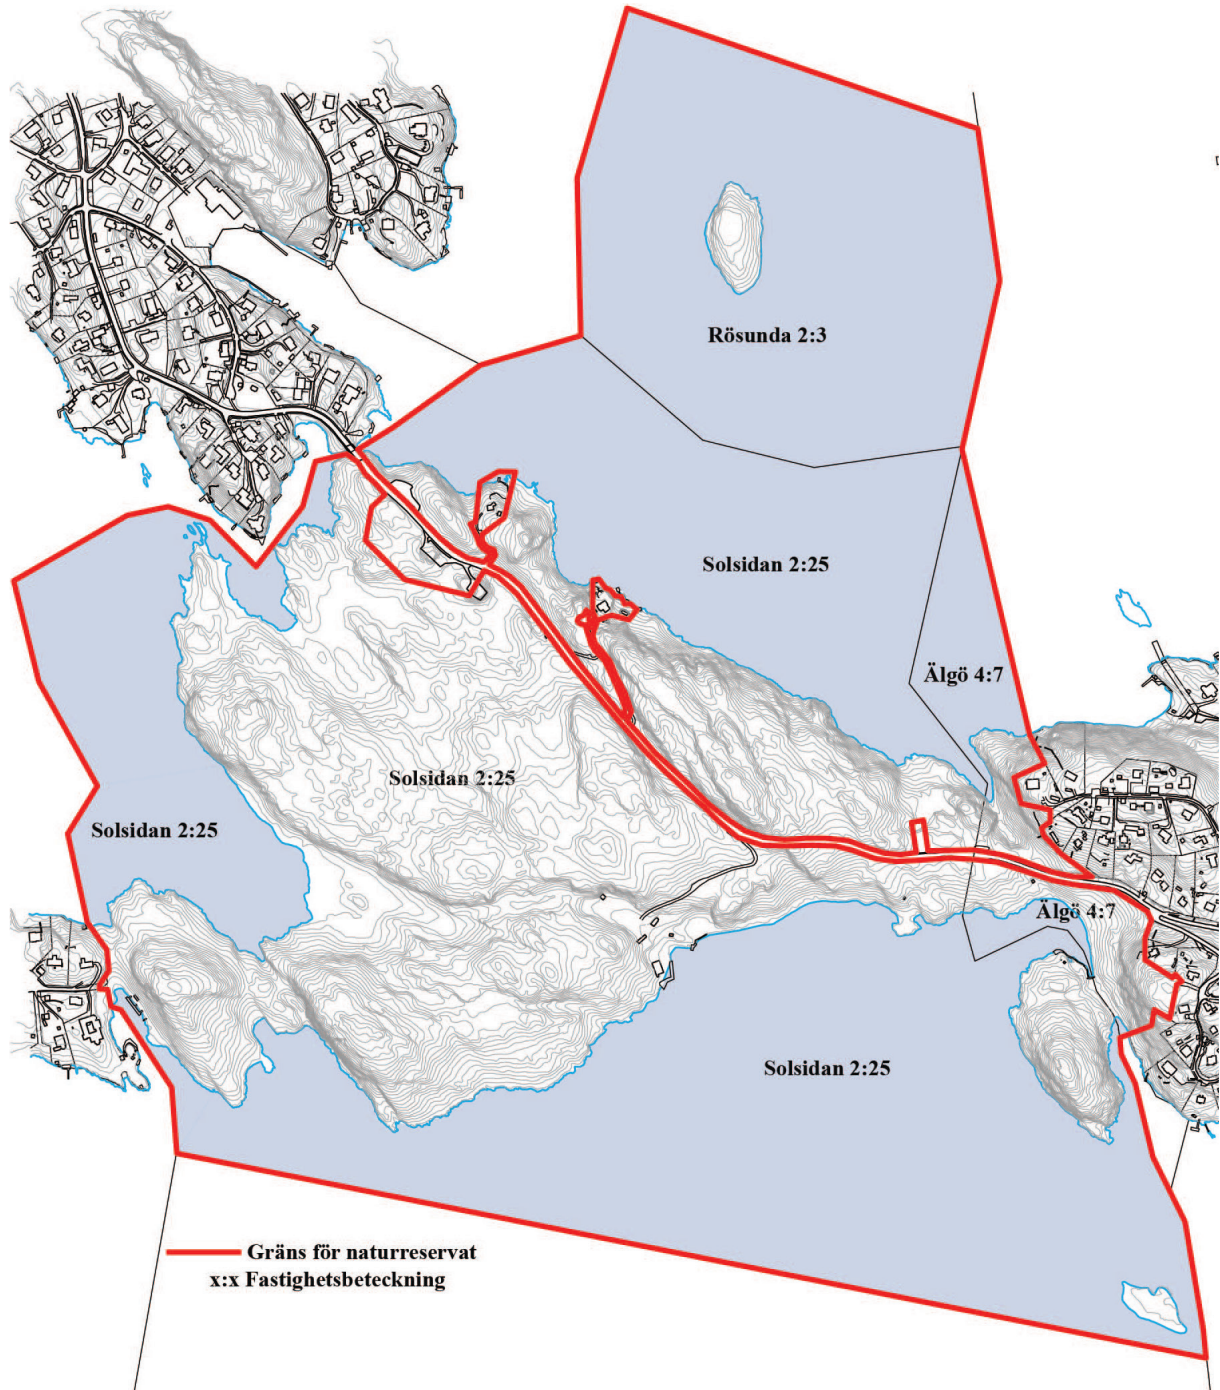 Rösunda 2:3
Solsidan 2:25
Älgö 4:7
Solsidan 2:25
Solsidan 2:25
Älgö 4:7
Solsidan 2:25
Gräns för naturreservat
x:x Fastighetsbeteckning